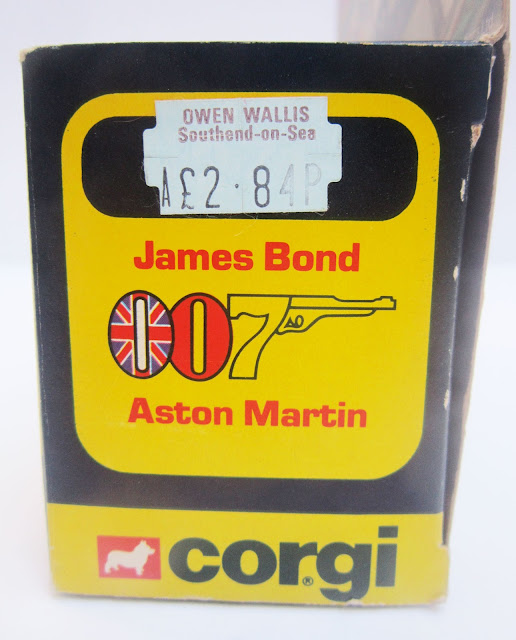 OWEN WALLIS
Southend-on-Sea
A£2.84P
James Bond
007
Aston Martin
corgi®